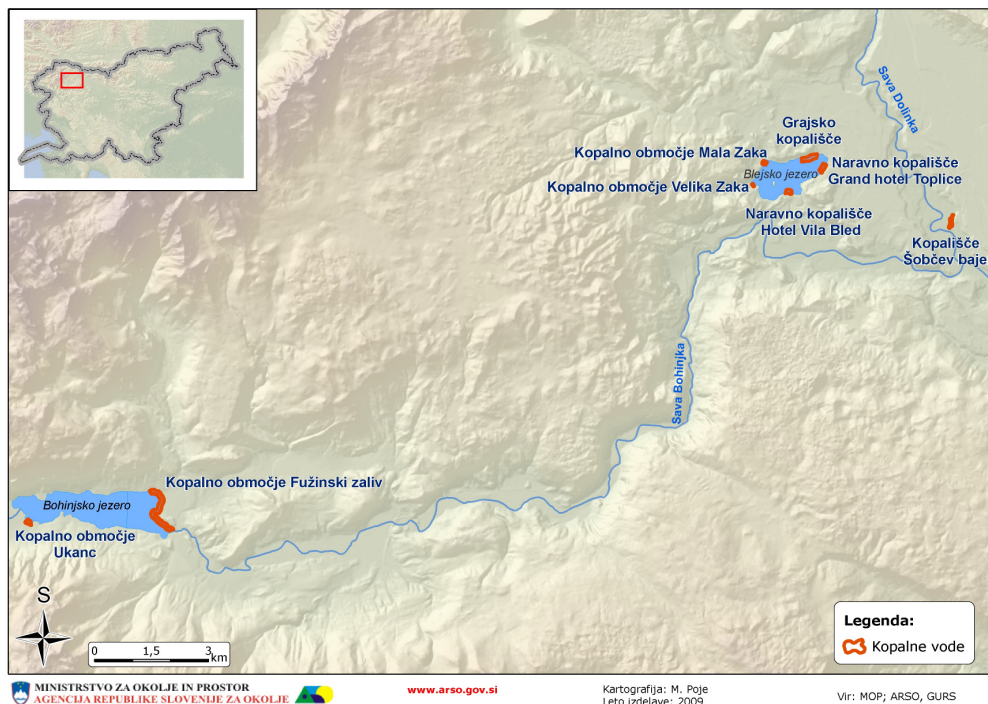 Sava Dolinka
Grajsko
kopališče
Kopalno območje Mala Zaka
Naravno kopališče
Grand hotel Toplice
Blejsko jezero
Kopalno območje Velika Zaka
Naravno kopališče
Hotel Vila Bled
Kopališče
Šobčev baje
Sava Bohinjka
Kopalno območje Fužinski zaliv
Bohinjsko jezero
Kopalno območje
Ukanc
S
0 1,5 3
km
Legenda:
Kopalne vode
MINISTRSTVO ZA OKOLJE IN PROSTOR
AGENCIJA REPUBLIKE SLOVENIJE ZA OKOLJE
www.arso.gov.si
Kartografija: M. Poje
Leto izdelave: 2009
Vir: MOP; ARSO, GURS